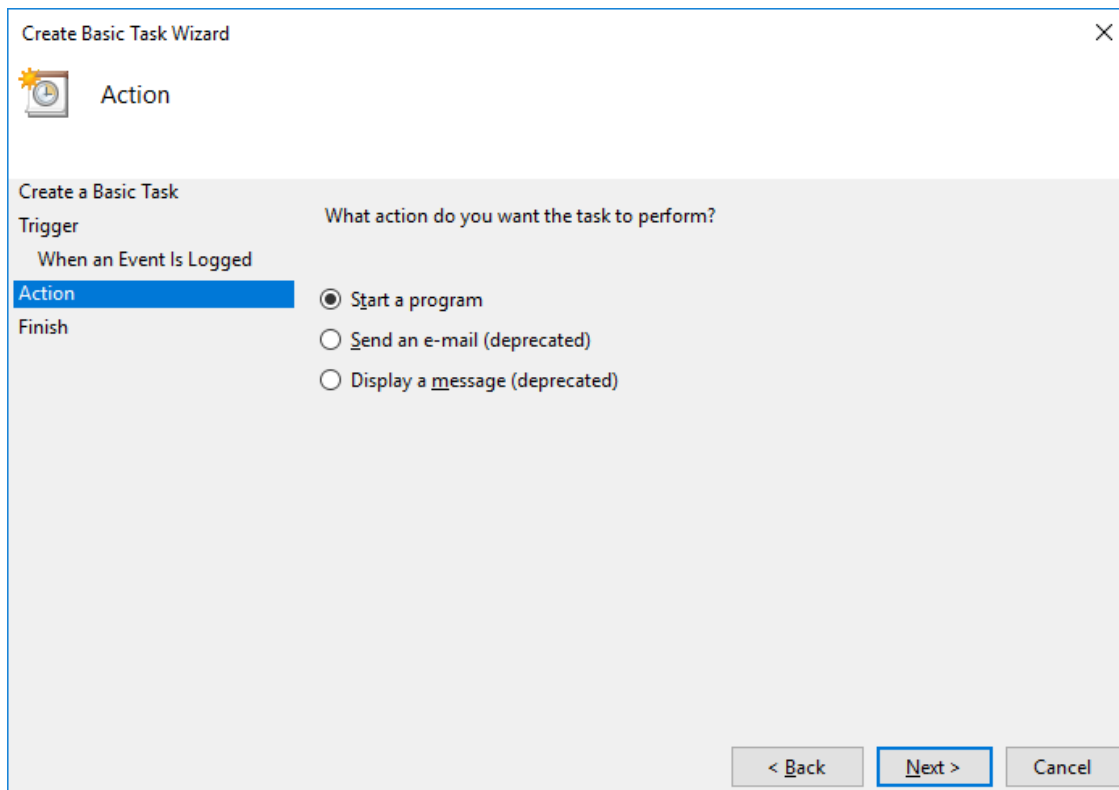 Create Basic Task Wizard
Action
Create a Basic Task
Trigger
When an Event Is Logged
Action
Finish
What action do you want the task to perform?
Start a program
Send an e-mail (deprecated)
Display a message (deprecated)
< Back
Next >
Cancel